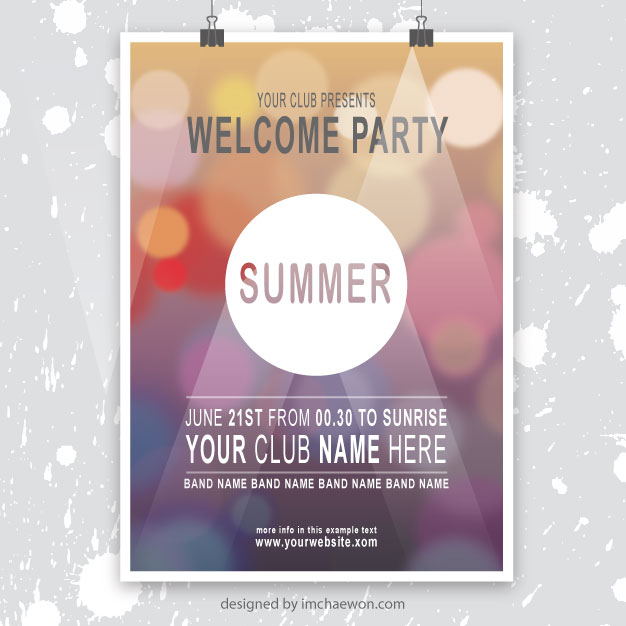 YOUR CLUB PRESENTS
WELCOME PARTY
SUMMER
JUNE 21ST FROM 00.30 TO SUNRISE
YOUR CLUB NAME HERE
BAND NAME BAND NAME BAND NAME BAND NAME
more info in this example text
www.yourwebsite.xom
designed by imchaewon.com